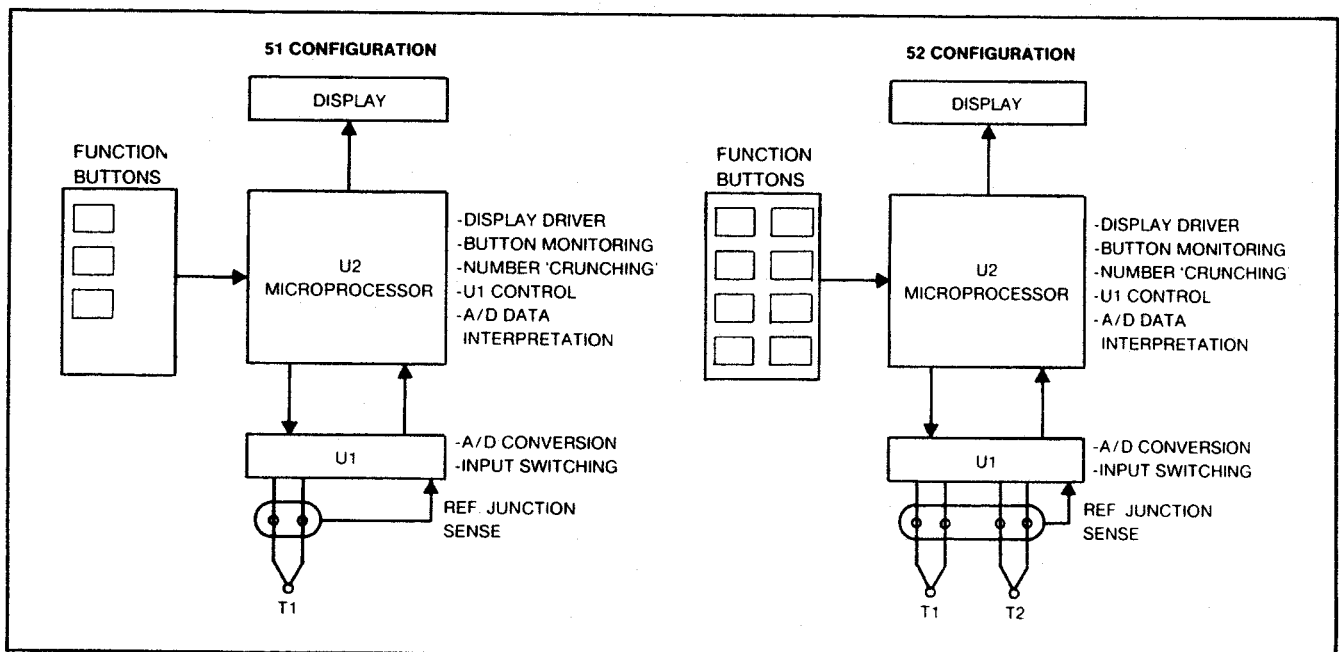 51 CONFIGURATION
DISPLAY
FUNCTION
BUTTONS
U2
MICROPROCESSOR
-DISPLAY DRIVER
-BUTTON MONITORING
-NUMBER 'CRUNCHING'
-U1 CONTROL
-A/D DATA
INTERPRETATION
U1
-A/D CONVERSION
-INPUT SWITCHING
REF. JUNCTION
SENSE
T1
52 CONFIGURATION
DISPLAY
FUNCTION
BUTTONS
U2
MICROPROCESSOR
-DISPLAY DRIVER
-BUTTON MONITORING
-NUMBER 'CRUNCHING'
-U1 CONTROL
-A/D DATA
INTERPRETATION
U1
-A/D CONVERSION
-INPUT SWITCHING
REF. JUNCTION
SENSE
T1
T2